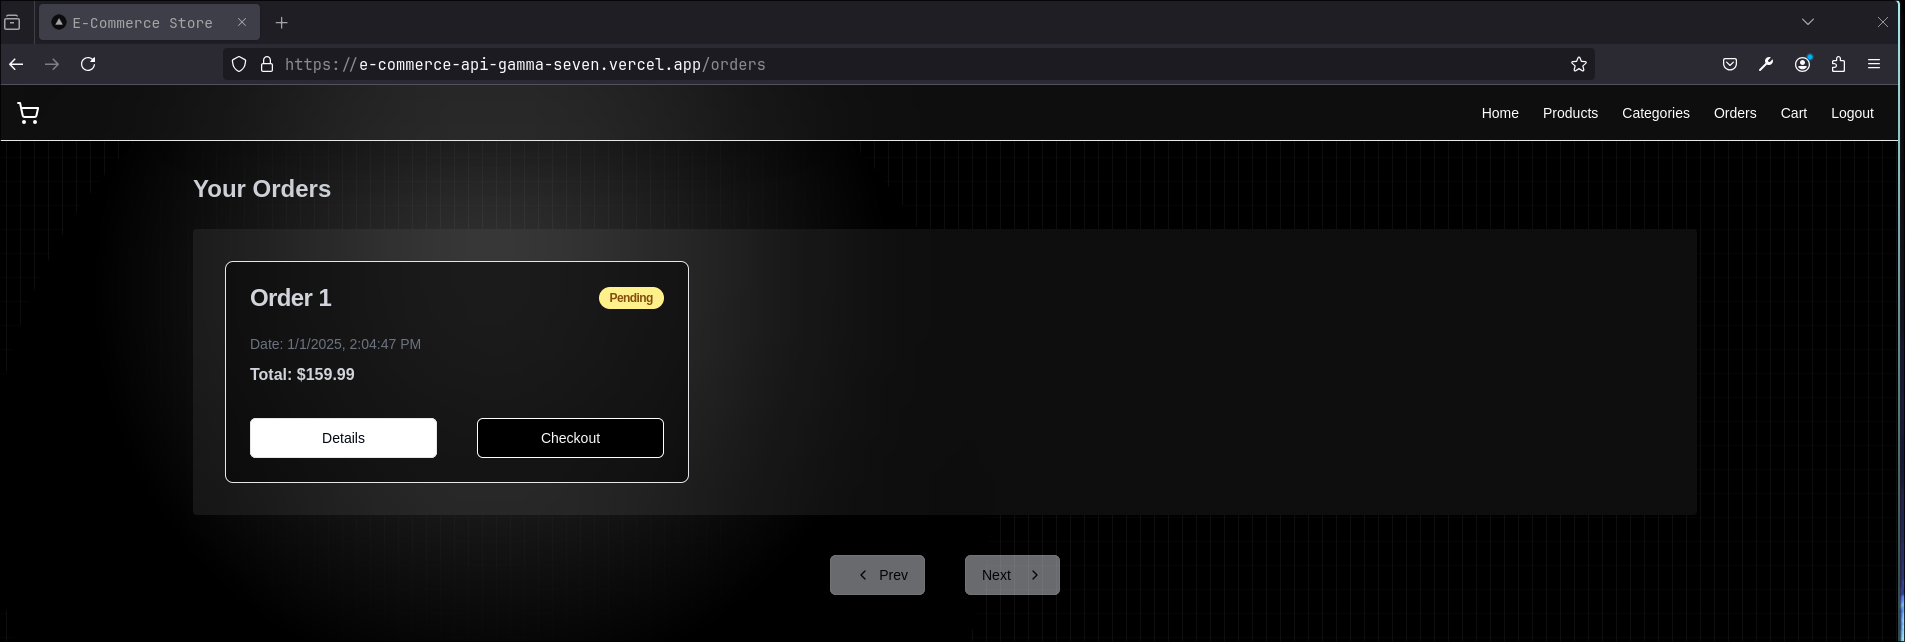 E-Commerce Store
https://e-commerce-api-gamma-seven.vercel.app/orders
Home Products Categories Orders Cart Logout
Your Orders
Order 1 Pending
Date: 1/1/2025, 2:04:47 PM
Total: $159.99
Details Checkout
Prev Next